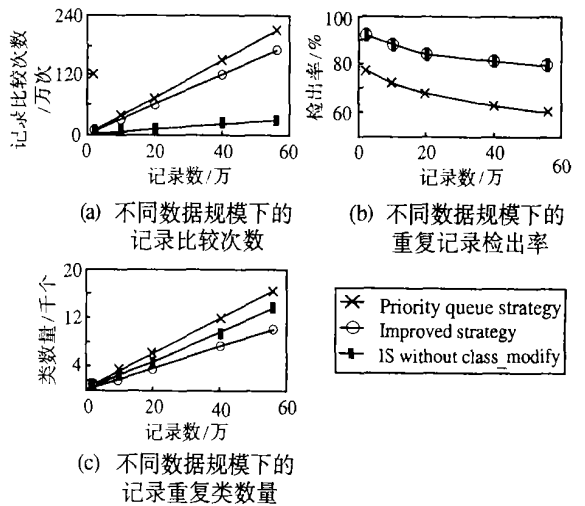 240
120
0
0
20
40
60
记录比较次数
/万次
记录数/万
(a) 不同数据规模下的
记录比较次数
100
80
60
0
20
40
60
检出率/%
记录数/万
(b) 不同数据规模下的
重复记录检出率
20
12
4
0
20
40
60
类数量/千个
记录数/万
(c) 不同数据规模下的
记录重复类数量
Priority queue strategy
Improved strategy
1S without class_modify